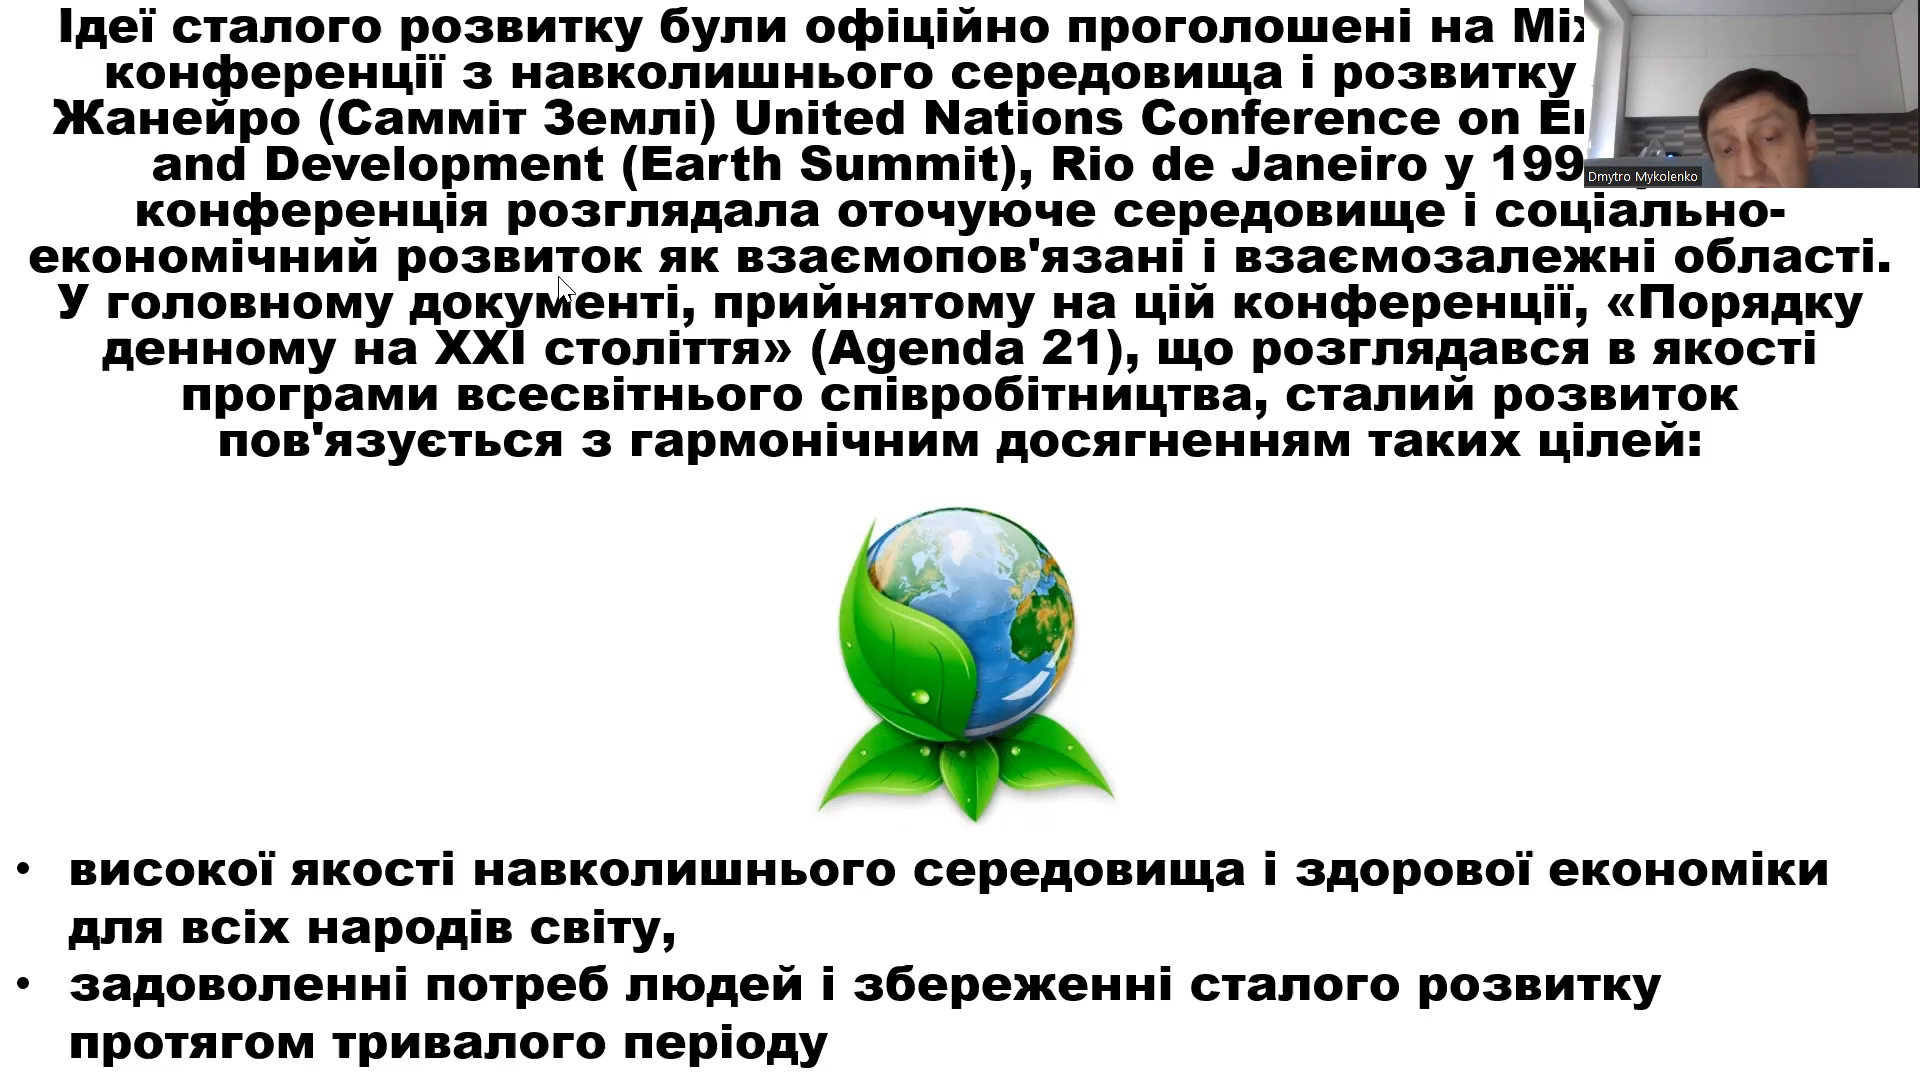 Ідеї сталого розвитку були офіційно проголошені на
конференції з навколишнього середовища і розвитку
Жанейро (Самміт Землі) United Nations Conference on
and Development (Earth Summit), Rio de Janeiro у
Dmytro Mykolenko
конференція розглядала оточуюче середовище і соціально-
економічний розвиток як взаємопов'язані і взаємозалежні області.
У головному документі, прийнятому на цій конференції, «Порядку
денному на XXI століття» (Agenda 21), що розглядався в якості
програми всесвітнього співробітництва, сталий розвиток
пов'язується з гармонічним досягненням таких цілей:
• високої якості навколишнього середовища і здорової економіки
для всіх народів світу,
• задоволенні потреб людей і збереженні сталого розвитку
протягом тривалого періоду